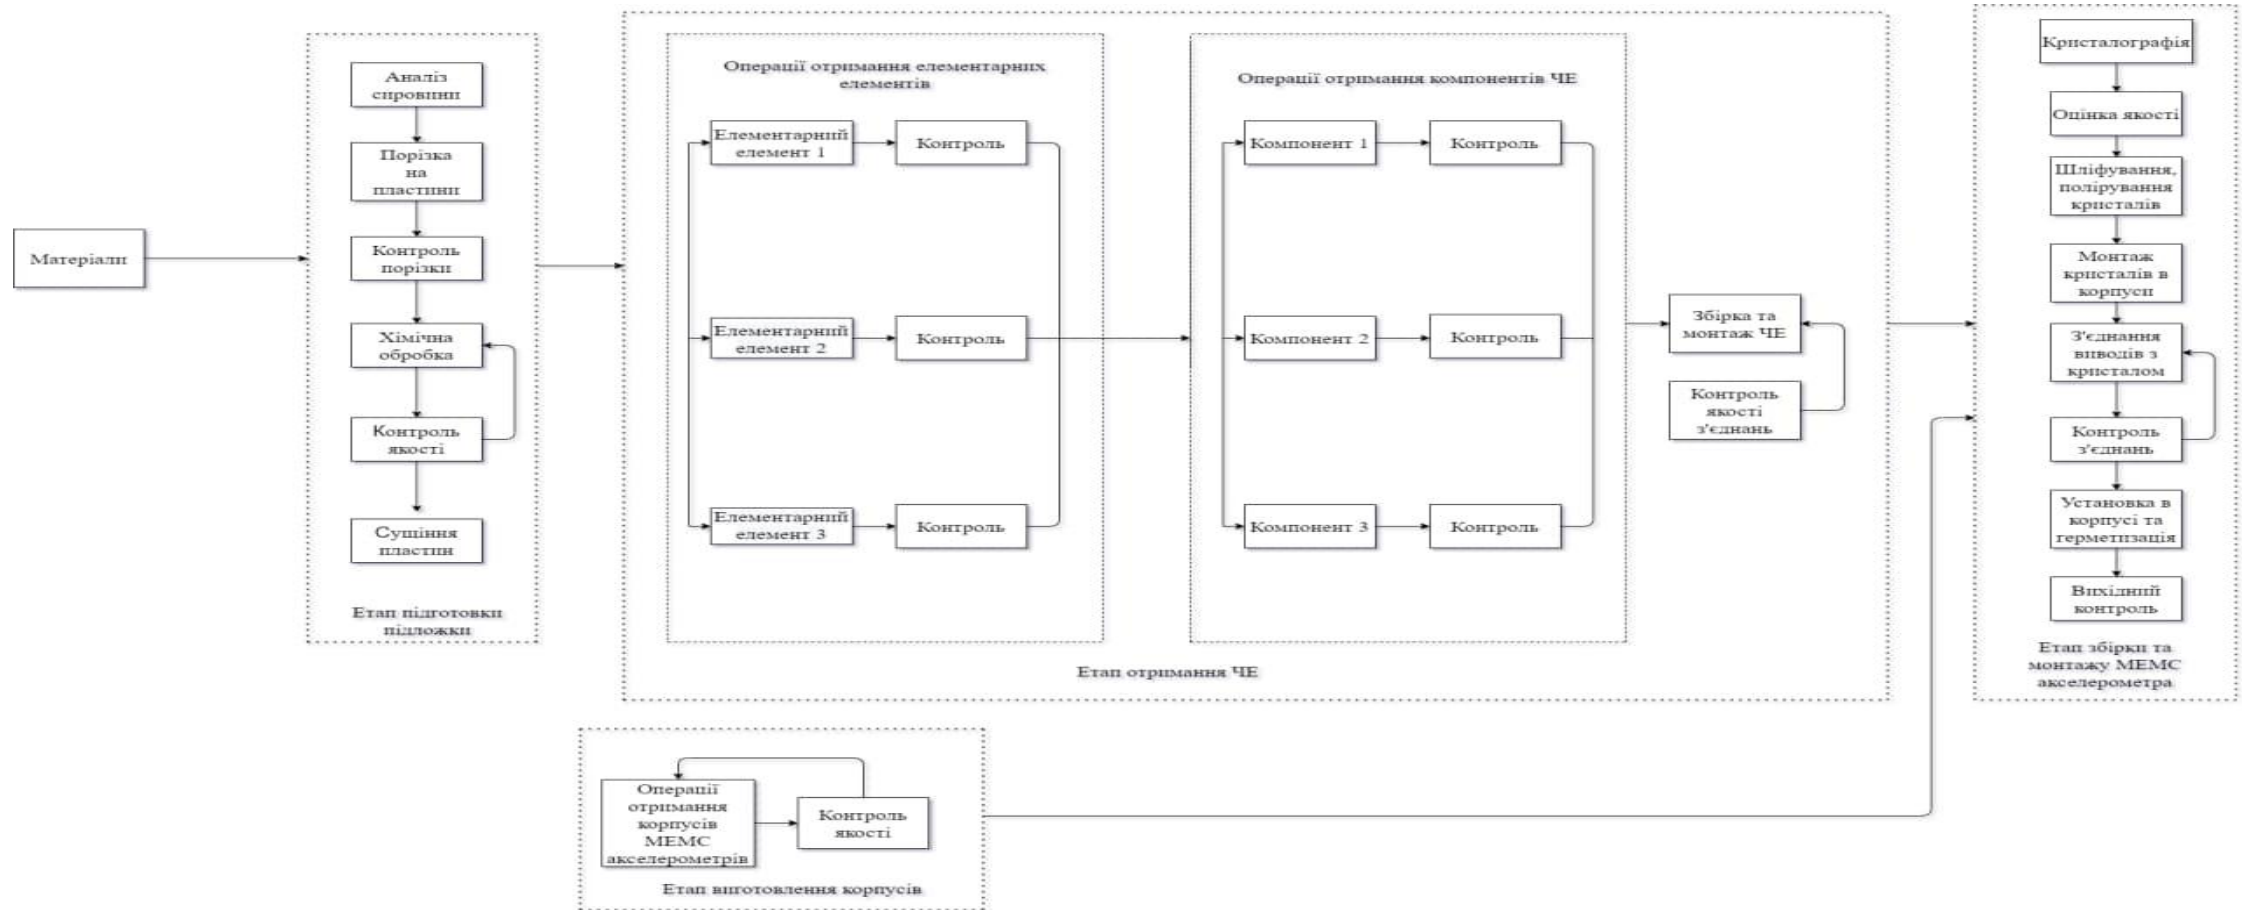 Матеріали
Аналіз
сировини
Порізка
на
пластини
Контроль
порізки
Хімічна
обробка
Контроль
якості
Сушіння
пластин
Етап підготовки
підложки
Операції отримання елементарних
елементів
Елементарний
елемент 1
Контроль
Елементарний
елемент 2
Контроль
Елементарний
елемент 3
Контроль
Операції отримання компонентів ЧЕ
Компонент 1
Контроль
Компонент 2
Контроль
Компонент 3
Контроль
Збірка та
монтаж ЧЕ
Контроль
якості
з'єднань
Етап отримання ЧЕ
Операції
отримання
корпусів
МЕМС
акселерометрів
Контроль
якості
Етап виготовлення корпусів
Кристалографія
Оцінка якості
Шліфування,
полірування
кристалів
Монтаж
кристалів в
корпуси
З'єднання
виводів з
кристалом
Контроль
з'єднань
Установка в
корпусі та
герметизація
Вихідний
контроль
Етап збірки та
монтажу МЕМС
акселерометра